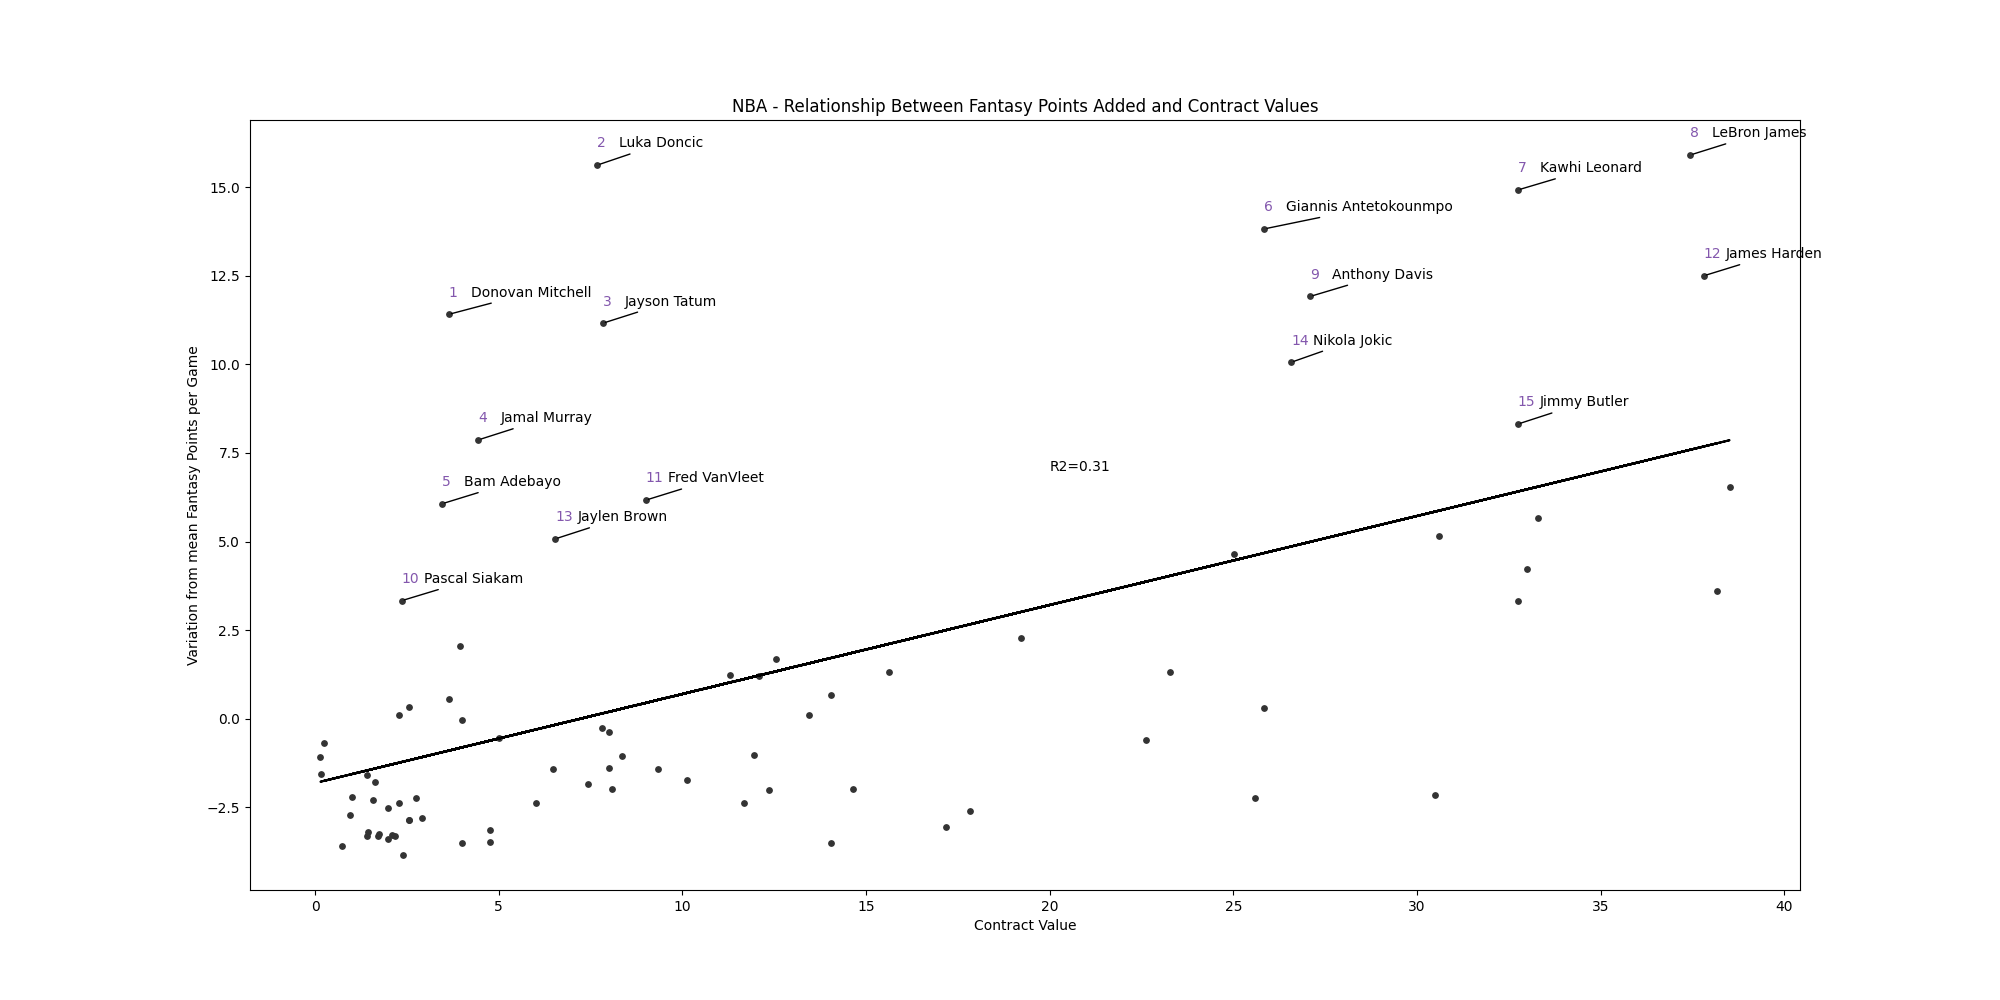 NBA - Relationship Between Fantasy Points Added and Contract Values
2 Luka Doncic
8 LeBron James
7 Kawhi Leonard
6 Giannis Antetokounmpo
12 James Harden
9 Anthony Davis
1 Donovan Mitchell
3 Jayson Tatum
14 Nikola Jokic
15 Jimmy Butler
4 Jamal Murray
R2=0.31
11 Fred VanVleet
5 Bam Adebayo
13 Jaylen Brown
10 Pascal Siakam
Variation from mean Fantasy Points per Game
15.0
12.5
10.0
7.5
5.0
2.5
0.0
−2.5
0 5 10 15 20 25 30 35 40
Contract Value